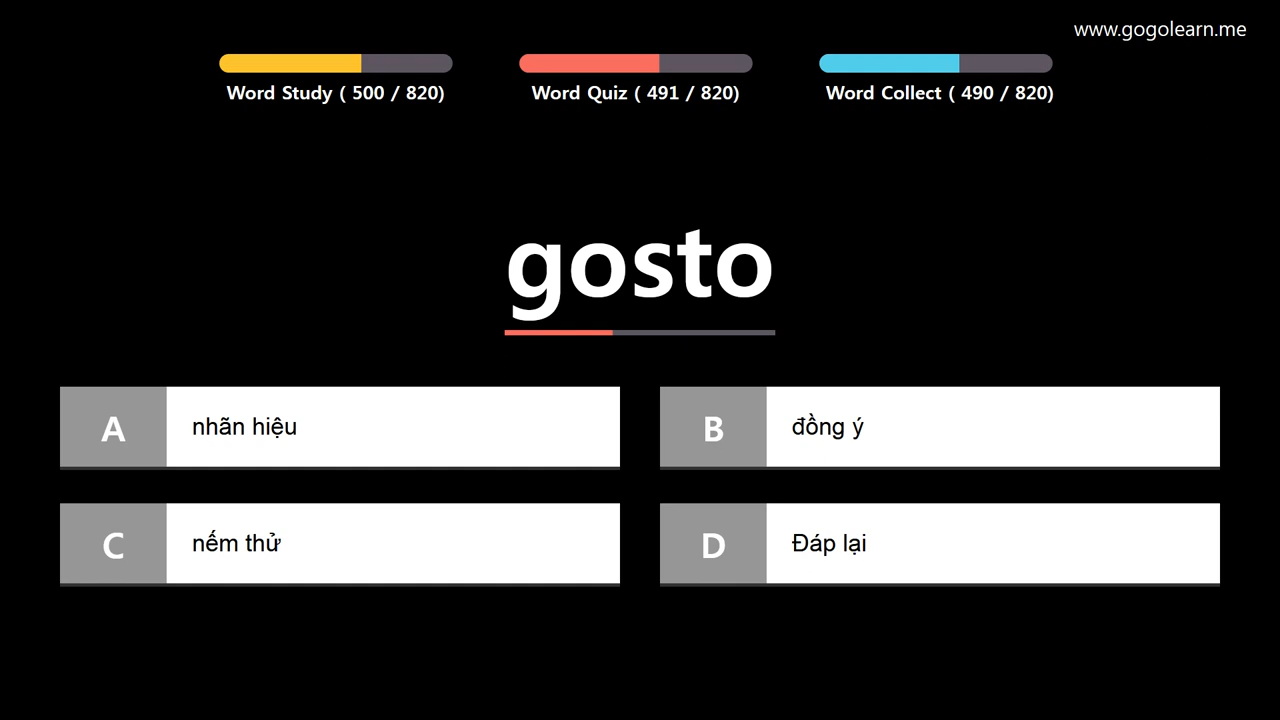 www.gogolearn.me
Word Study ( 500 / 820)
Word Quiz ( 491 / 820)
Word Collect ( 490 / 820)
gosto
A nhãn hiệu
B đồng ý
C nếm thử
D Đáp lại